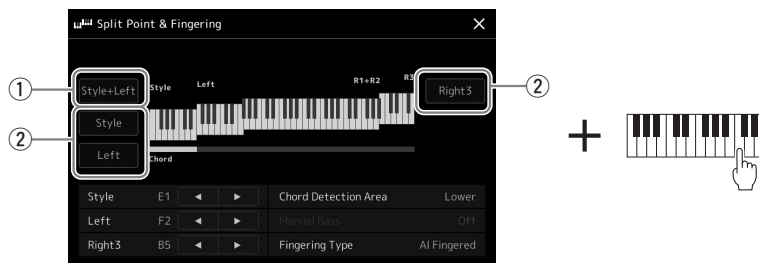 Split Point & Fingering
① Style+Left Style Left R1+R2 R3 Right3 ②
② Style
Left Chord
Style E1 Chord Detection Area Lower
Left F2 Manual Bass Off
Right3 B5 Fingering Type AI Fingered